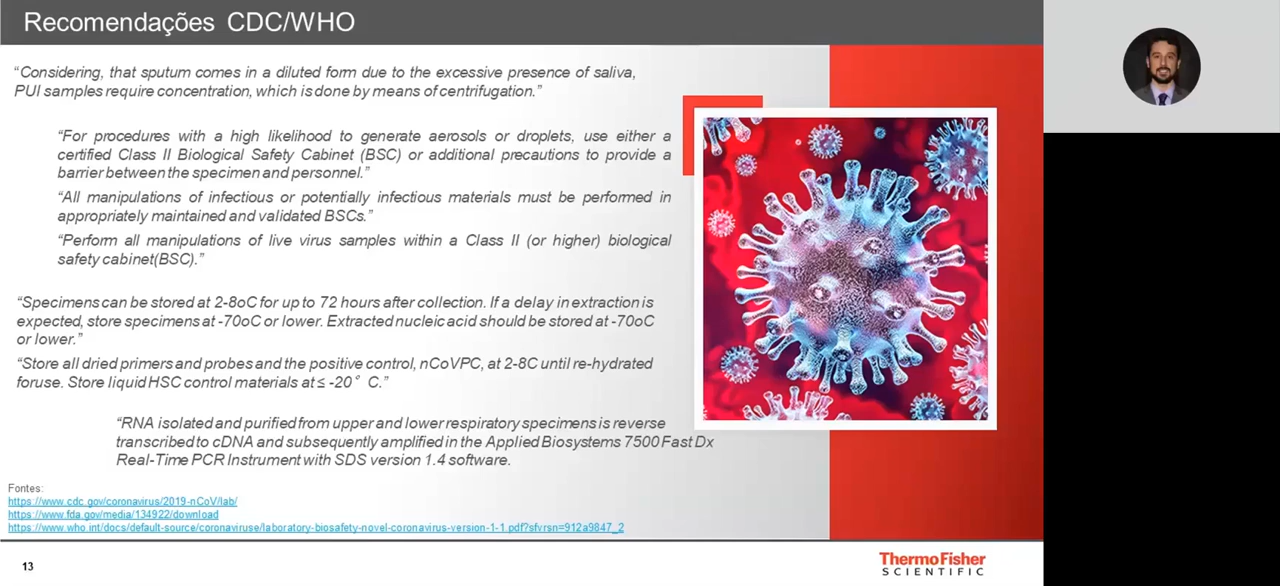 Recomendações CDC/WHO
“Considering, that sputum comes in a diluted form due to the excessive presence of saliva,
PUI samples require concentration, which is done by means of centrifugation.”
“For procedures with a high likelihood to generate aerosols or droplets, use either a
certified Class II Biological Safety Cabinet (BSC) or additional precautions to provide a
barrier between the specimen and personnel.”
“All manipulations of infectious or potentially infectious materials must be performed in
appropriately maintained and validated BSCs.”
“Perform all manipulations of live virus samples within a Class II (or higher) biological
safety cabinet(BSC).”
“Specimens can be stored at 2-8oC for up to 72 hours after collection. If a delay in extraction is
expected, store specimens at -70oC or lower. Extracted nucleic acid should be stored at -70oC
or lower.”
“Store all dried primers and probes and the positive control, nCoVPC, at 2-8C until re-hydrated
foruse. Store liquid HSC control materials at ≤ -20° C.”
“RNA isolated and purified from upper and lower respiratory specimens is reverse
transcribed to cDNA and subsequently amplified in the Applied Biosystems 7500 Fast Dx
Real-Time PCR Instrument with SDS version 1.4 software.
Fontes:
https://www.cdc.gov/coronavirus/2019-nCoV/lab/
https://www.fda.gov/media/134922/download
https://www.who.int/docs/default-source/coronaviruse/laboratory-biosafety-novel-coronavirus-version-1-1.pdf?sfvrsn=912a9847_2
13
ThermoFisher
SCIENTIFIC